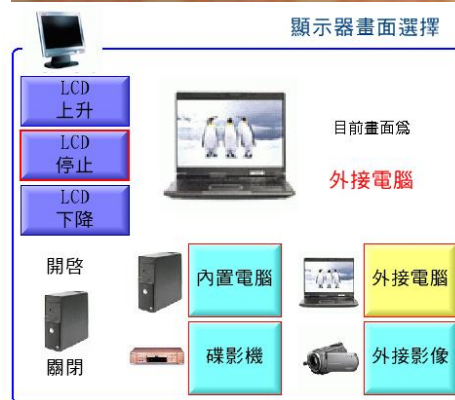 顯示器畫面選擇
LCD
上升
LCD
停止
LCD
下降
目前畫面爲
外接電腦
開啓
關閉
內置電腦
外接電腦
碟影機
外接影像